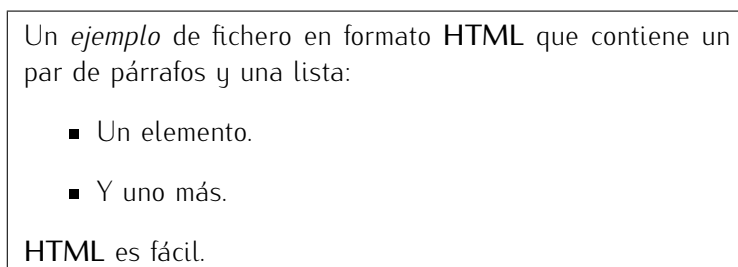 Un ejemplo de fichero en formato HTML que contiene un
par de párrafos y una lista:
▪ Un elemento.
▪ Y uno más.
HTML es fácil.